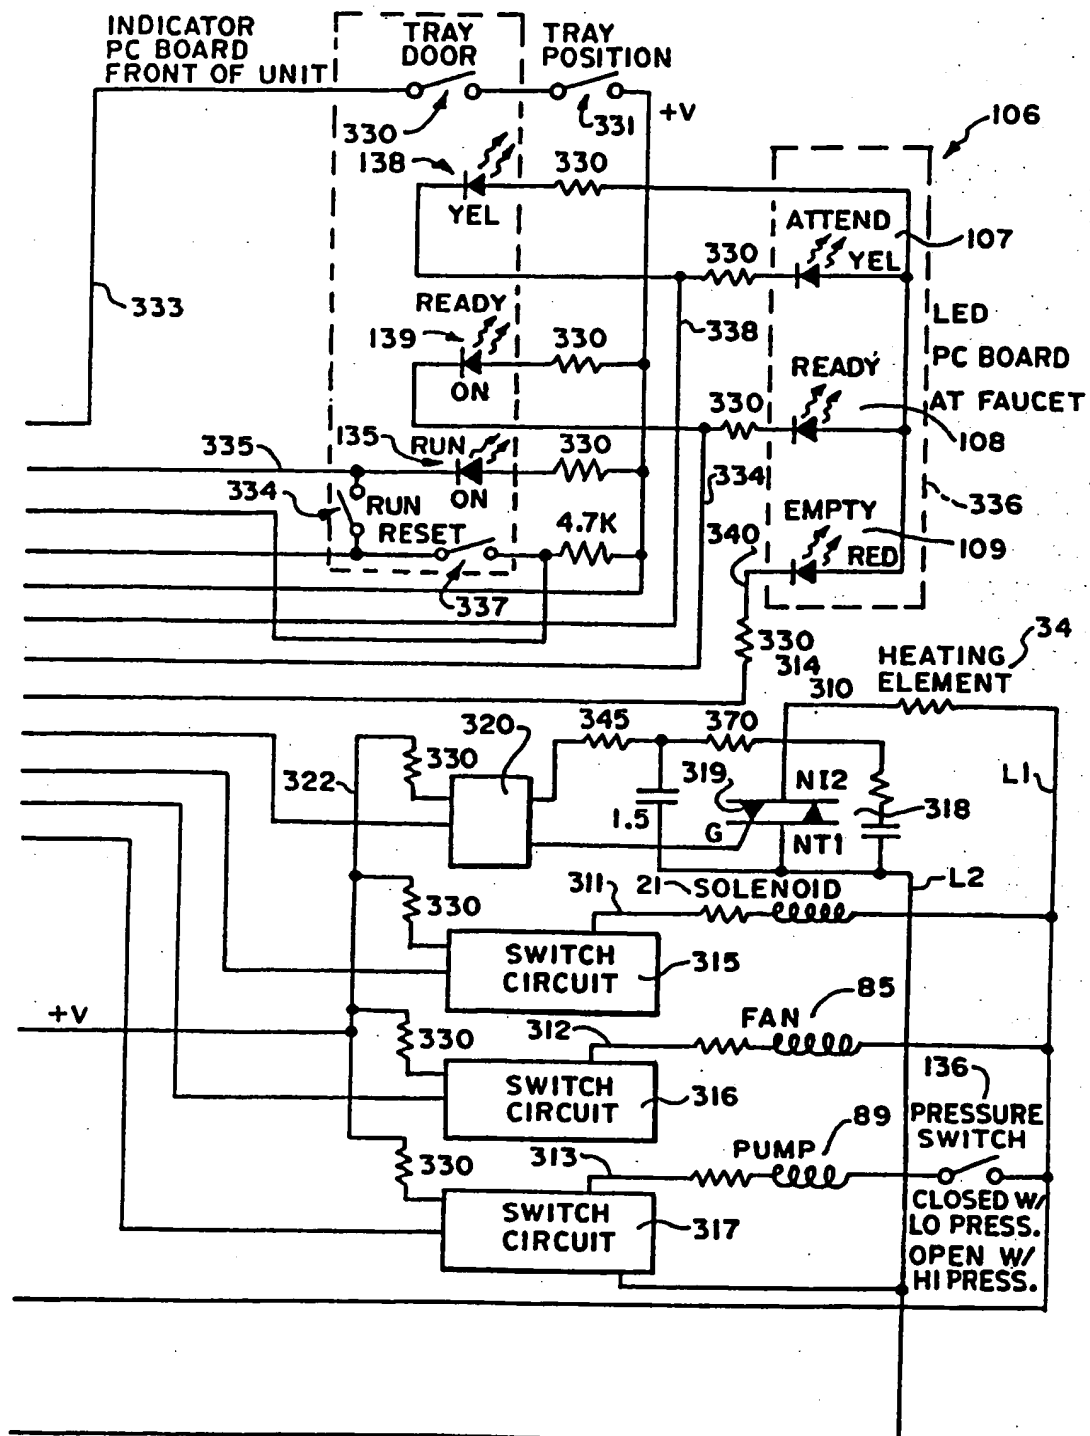 INDICATOR
PC BOARD
FRONT OF UNIT
TRAY
DOOR
TRAY
POSITION
330
331
+V
106
138
330
YEL
ATTEND
107
330
YEL
333
READY
338
LED
139
330
PC BOARD
ON
READY
AT FAUCET
330
108
335
135
RUN
330
334
RUN
ON
334
336
RESET
4.7K
EMPTY
340
RED
109
337
330
314
34
HEATING
ELEMENT
310
320
345
370
330
322
319
NI2
L1
1.5
318
G
NT1
L2
311
21
SOLENOID
330
SWITCH
CIRCUIT
315
85
+V
FAN
312
330
136
SWITCH
CIRCUIT
316
89
PRESSURE
SWITCH
PUMP
313
330
CLOSED W/
LO PRESS.
SWITCH
CIRCUIT
317
OPEN W/
HI PRESS.